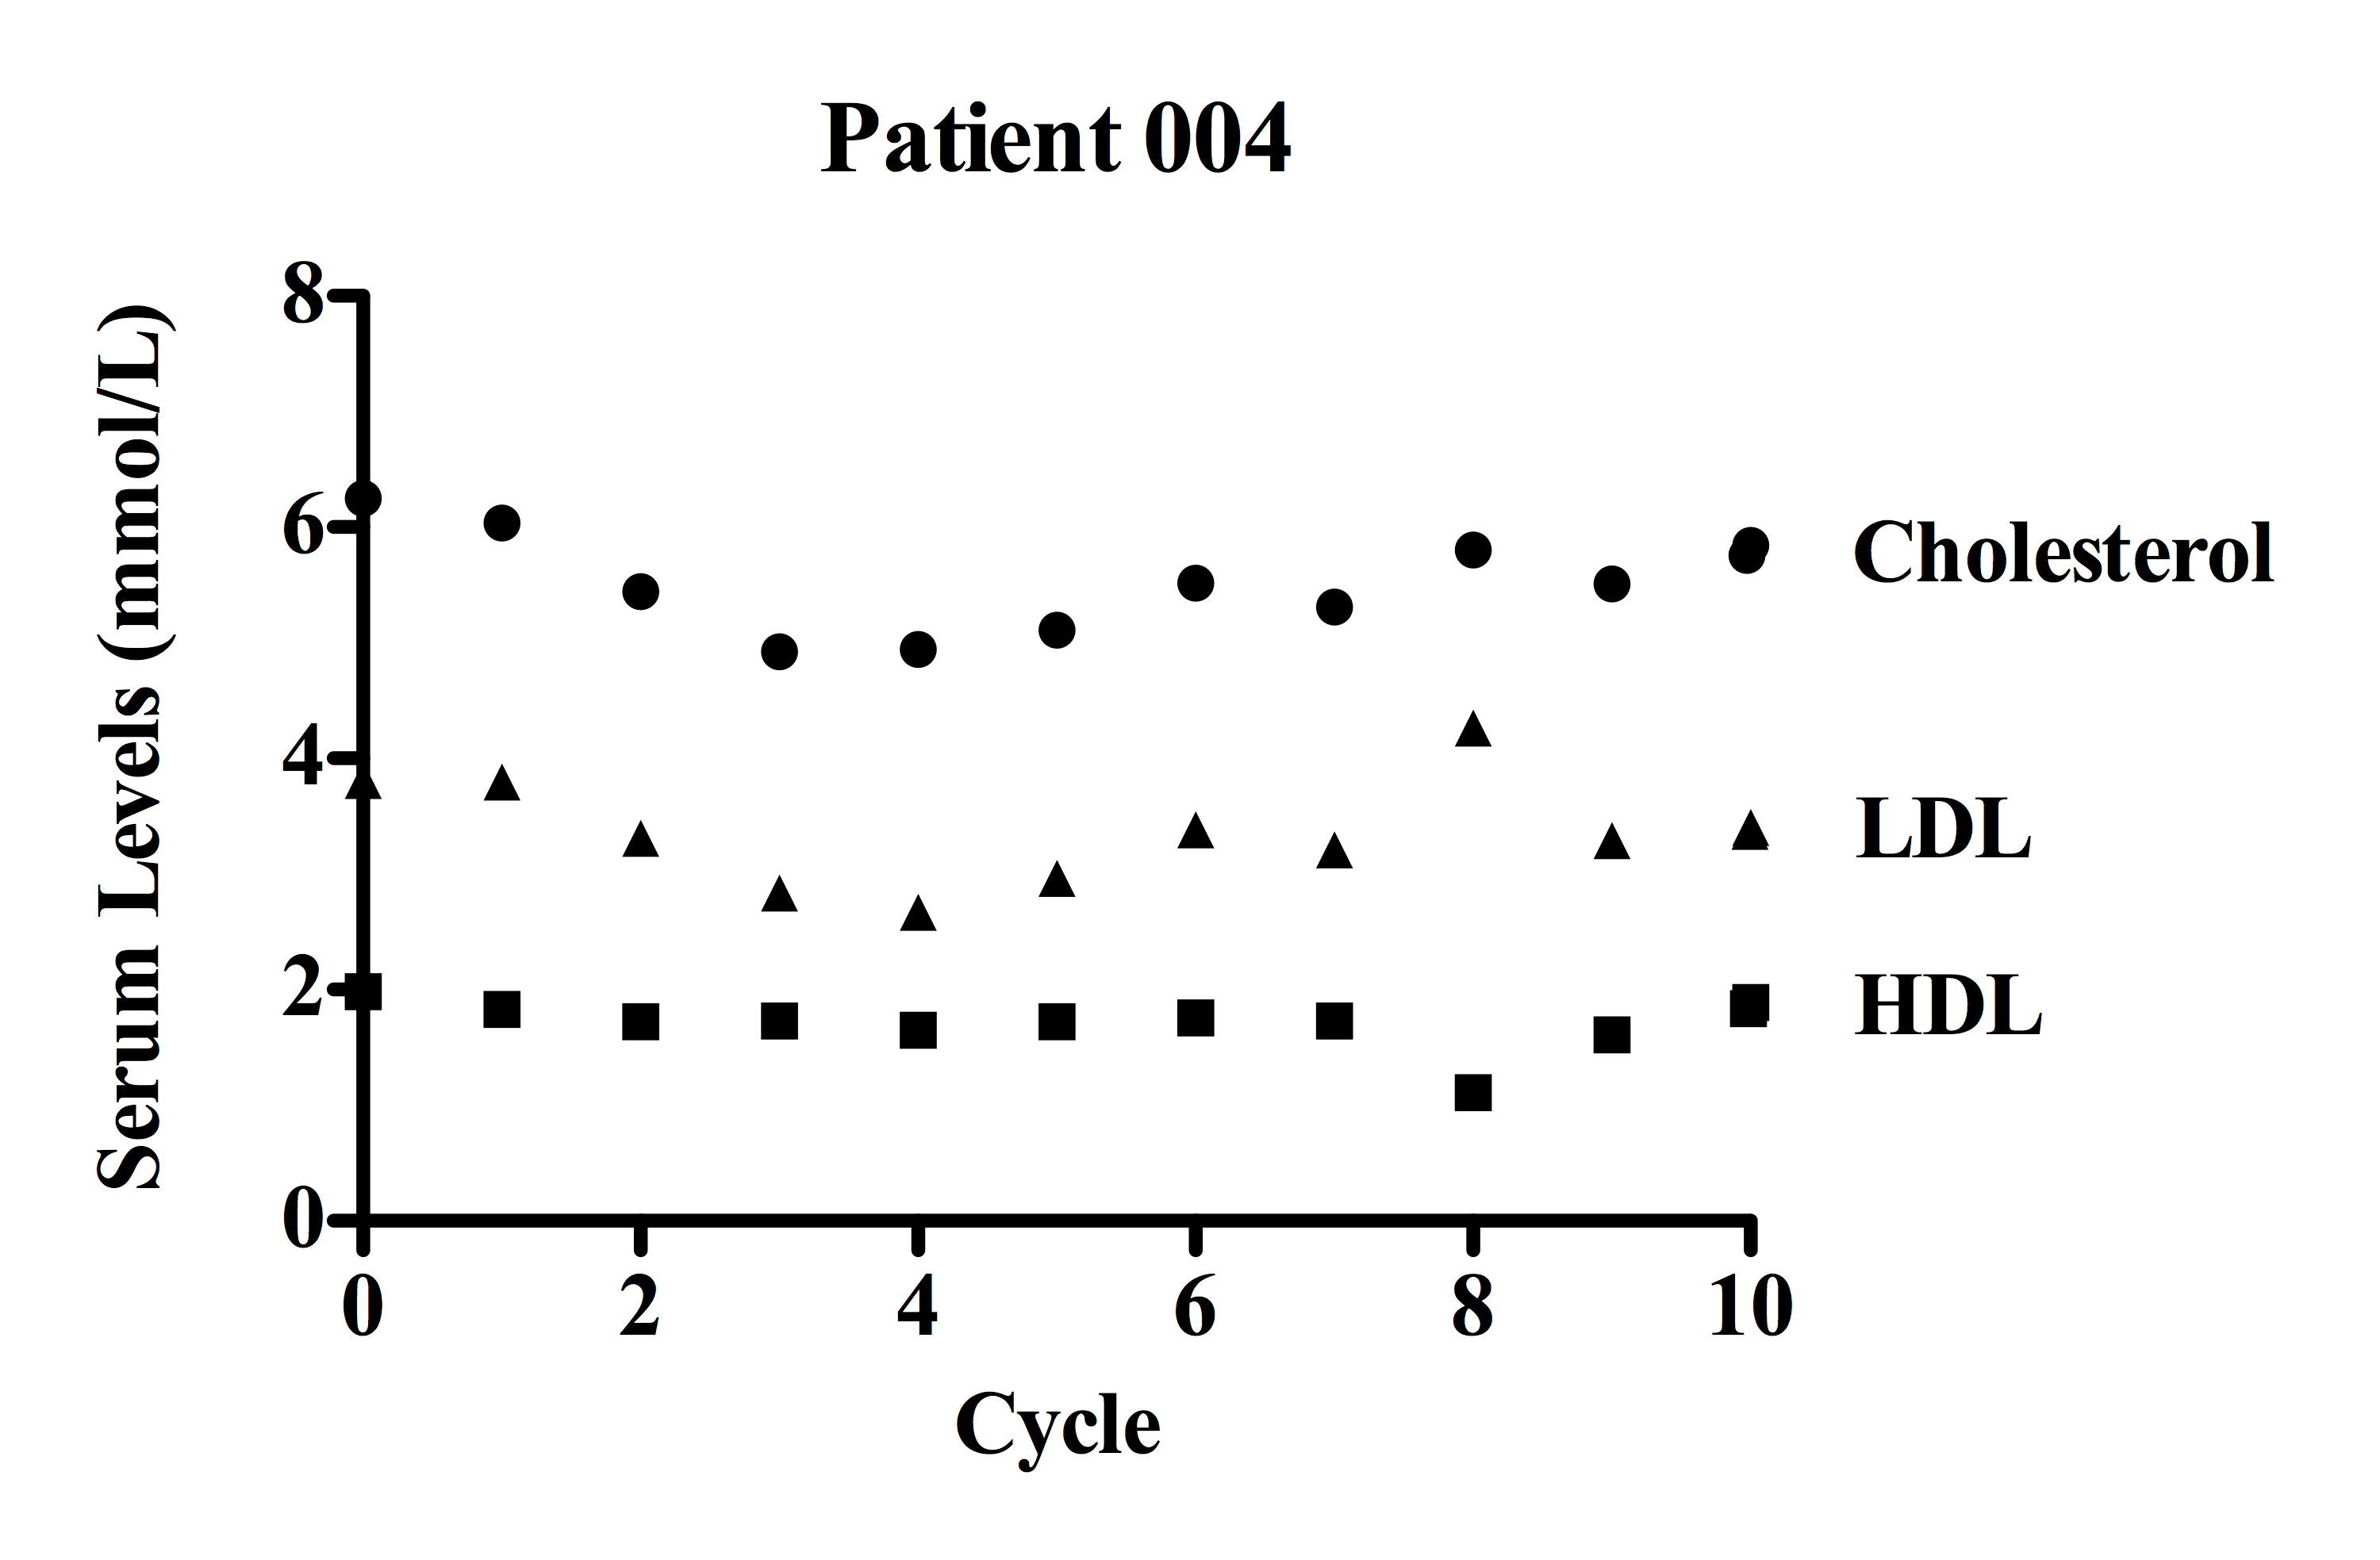 Patient 004
Serum Levels (mmol/L)
8
6
4
2
0
Cholesterol
LDL
HDL
0 2 4 6 8 10
Cycle